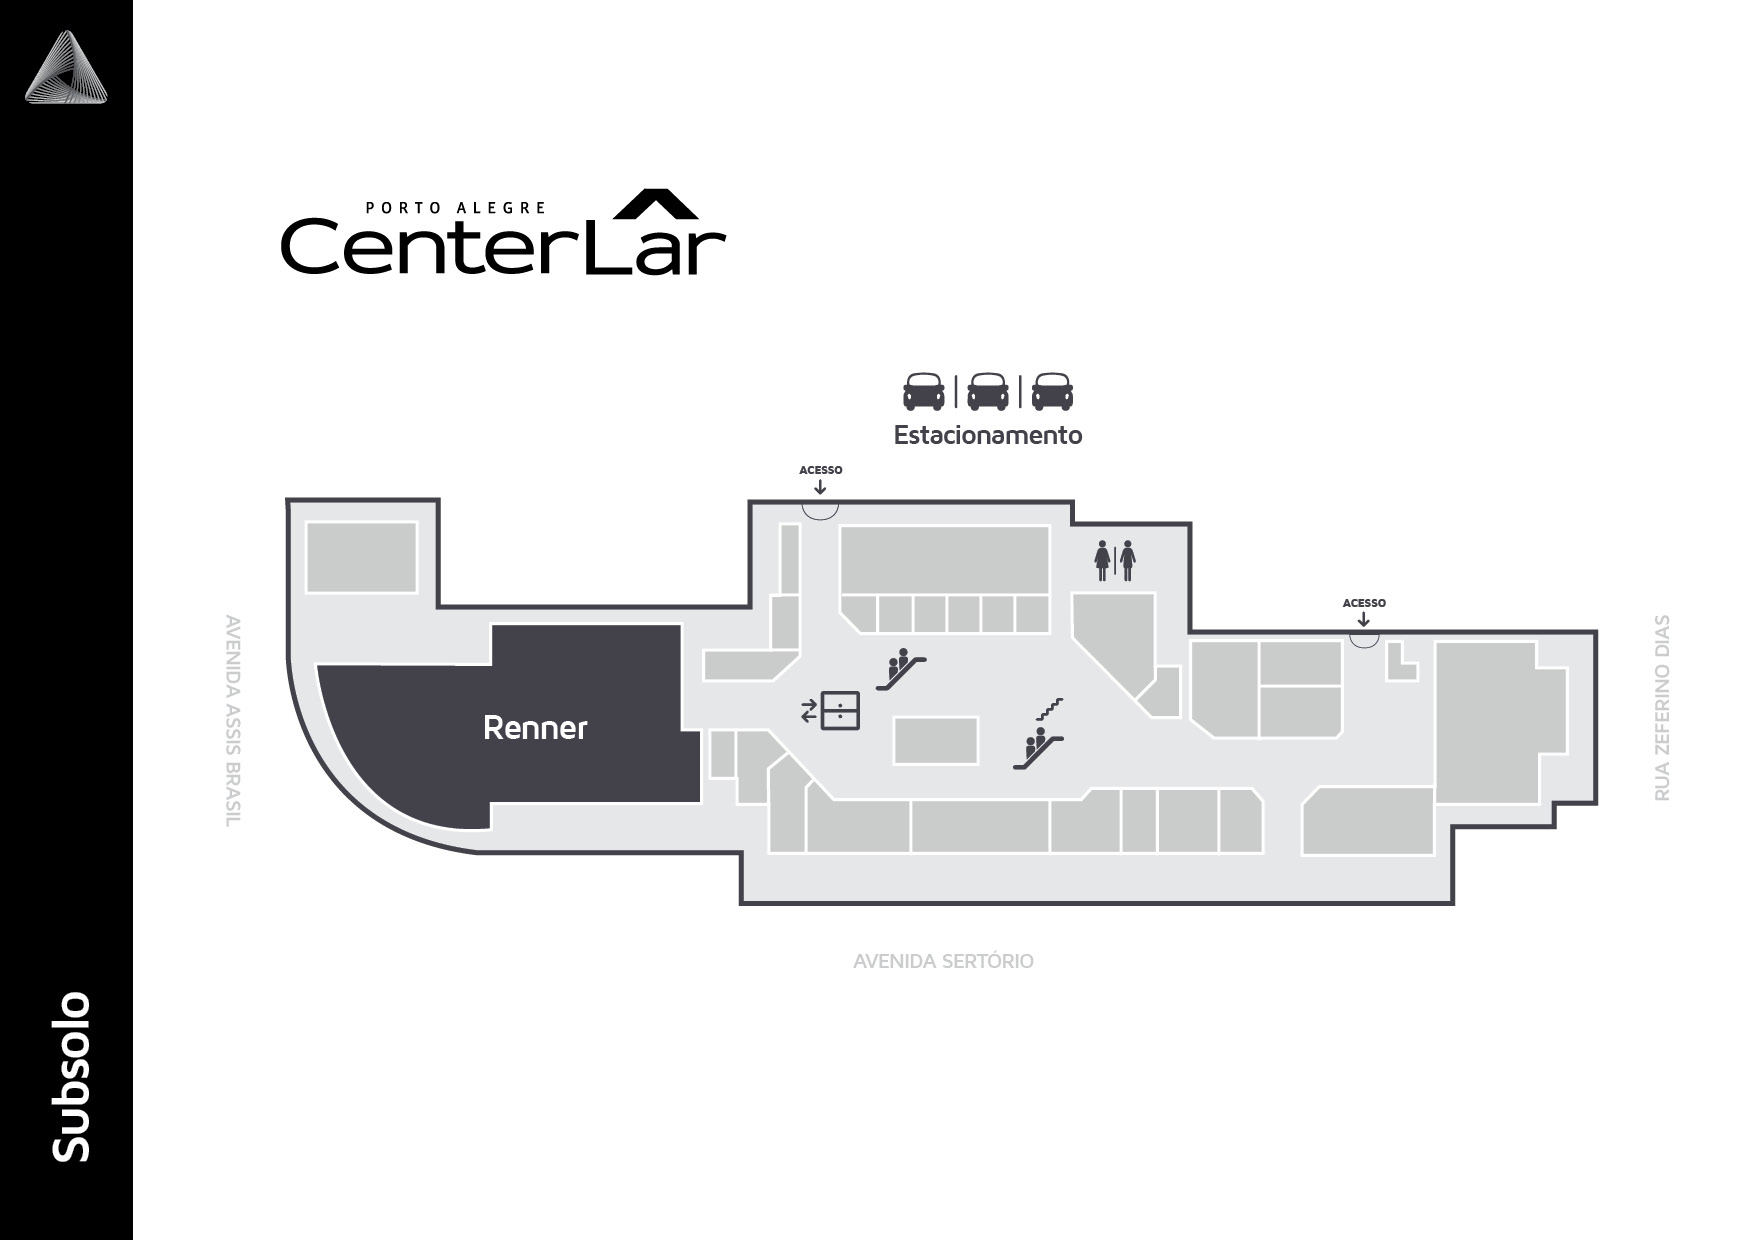 PORTO ALEGRE
CenterLar
Estacionamento
ACESSO
ACESSO
Renner
AVENIDA ASSIS BRASIL
RUA ZEFERINO DIAS
AVENIDA SERTÓRIO
Subsolo